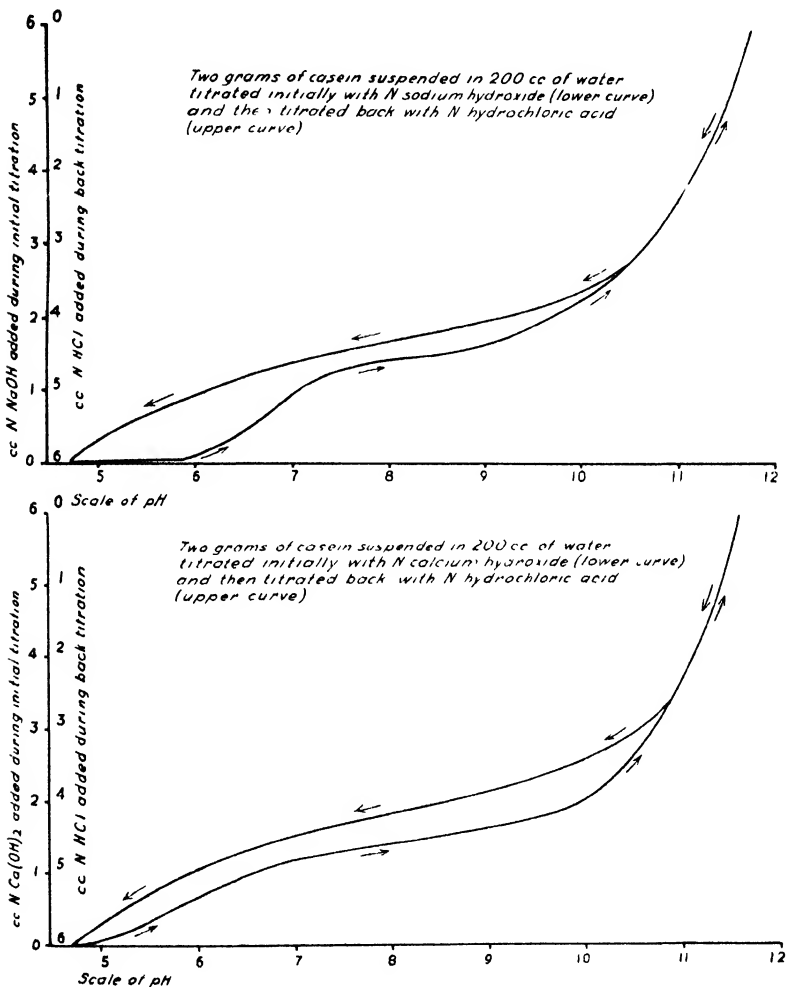 6 0
5 1
4 2
3 3
2 4
1 5
0 6
cc N NaOH added during initial titration
cc N HCl added during back titration
Two grams of casein suspended in 200 cc of water
titrated initially with N sodium hydroxide (lower curve)
and then titrated back with N hydrochloric acid
(upper curve)
5 6 7 8 9 10 11 12
Scale of pH
6 0
5 1
4 2
3 3
2 4
1 5
0 6
cc N Ca(OH)2 added during initial titration
cc N HCl added during back titration
Two grams of casein suspended in 200 cc of water
titrated initially with N calcium hydroxide (lower curve)
and then titrated back with N hydrochloric acid
(upper curve)
5 6 7 8 9 10 11 12
Scale of pH